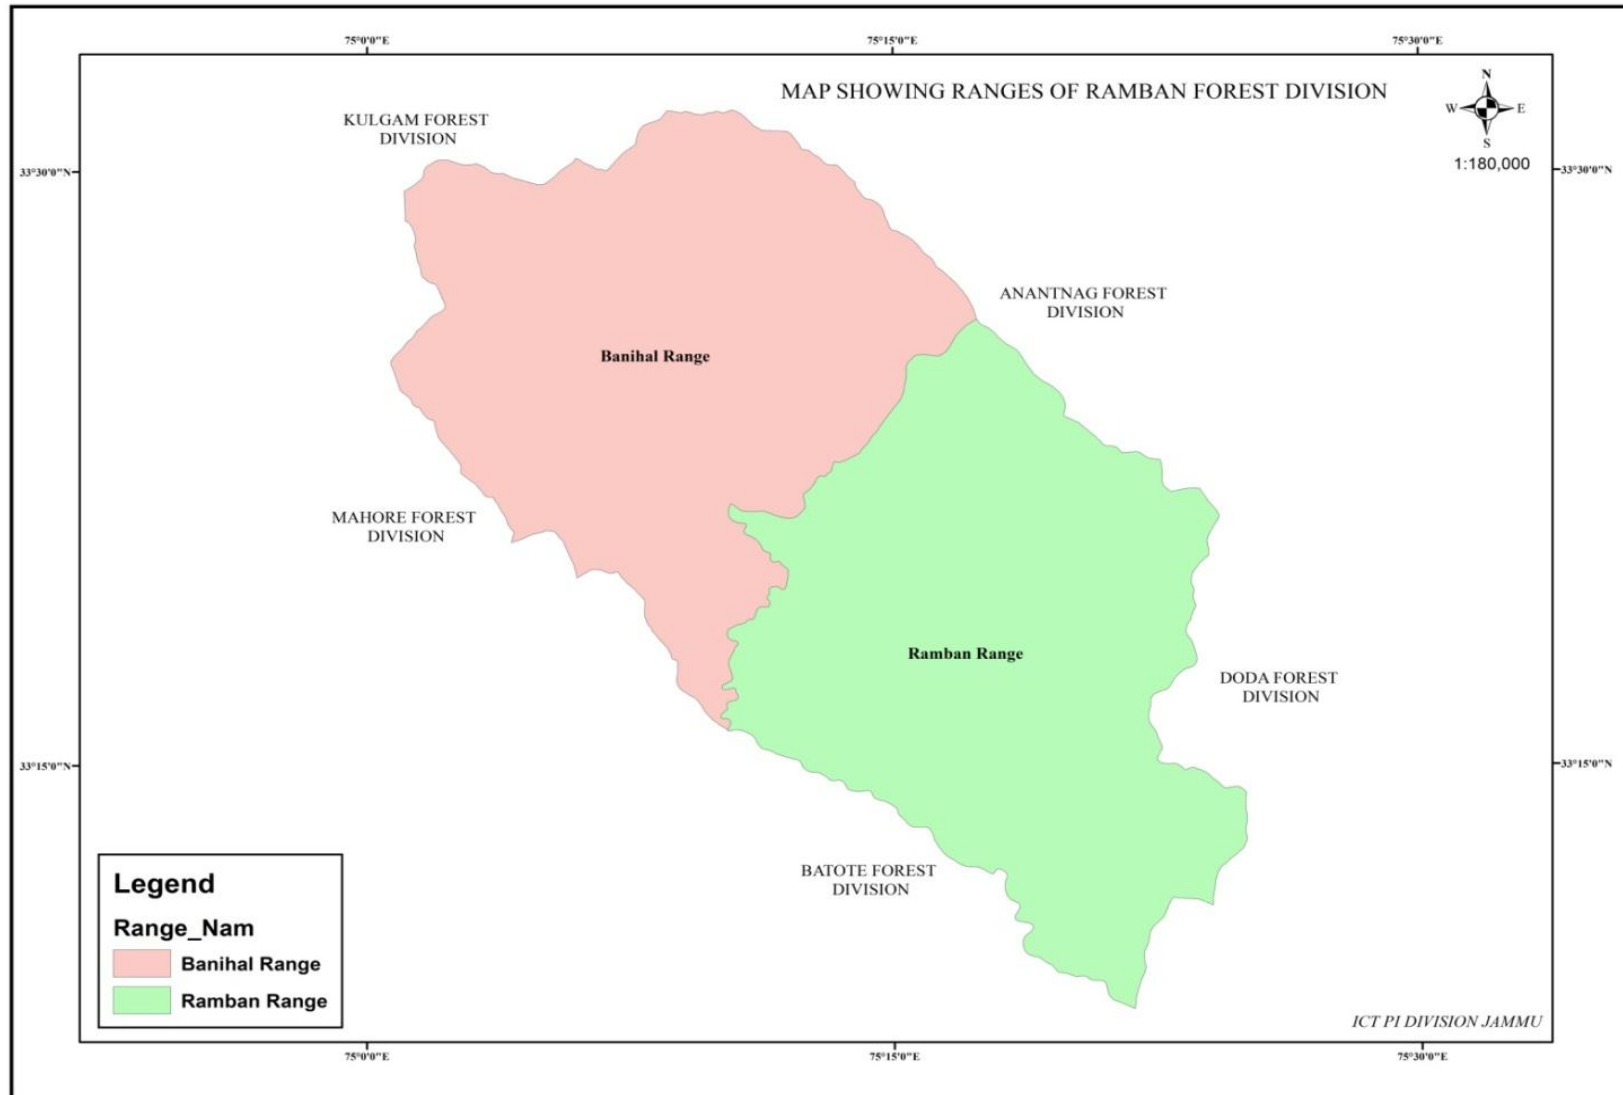 75°0'0"E
75°15'0"E
75°30'0"E
MAP SHOWING RANGES OF RAMBAN FOREST DIVISION
N
W
E
S
1:180,000
KULGAM FOREST
DIVISION
33°30'0"N
33°30'0"N
ANANTNAG FOREST
DIVISION
Banihal Range
MAHORE FOREST
DIVISION
Ramban Range
DODA FOREST
DIVISION
33°15'0"N
33°15'0"N
BATOTE FOREST
DIVISION
Legend
Range_Nam
Banihal Range
Ramban Range
ICT PI DIVISION JAMMU
75°0'0"E
75°15'0"E
75°30'0"E